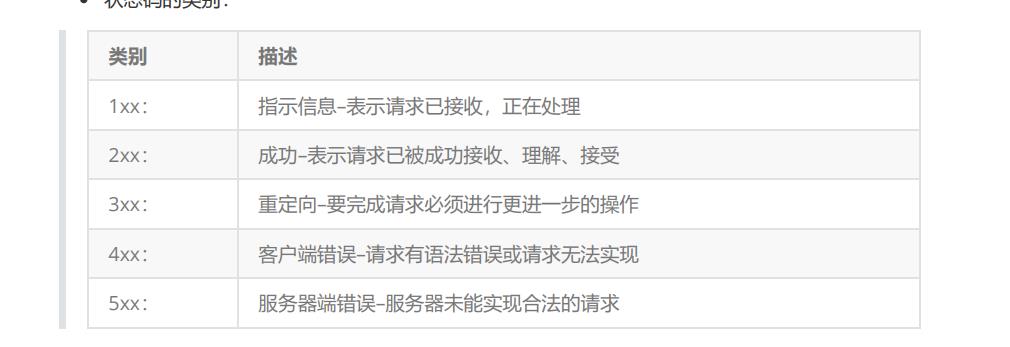 状态码的类别：
类别 描述
1xx： 指示信息–表示请求已接收，正在处理
2xx： 成功–表示请求已被成功接收、理解、接受
3xx： 重定向–要完成请求必须进行更进一步的操作
4xx： 客户端错误–请求有语法错误或请求无法实现
5xx： 服务器端错误–服务器未能实现合法的请求